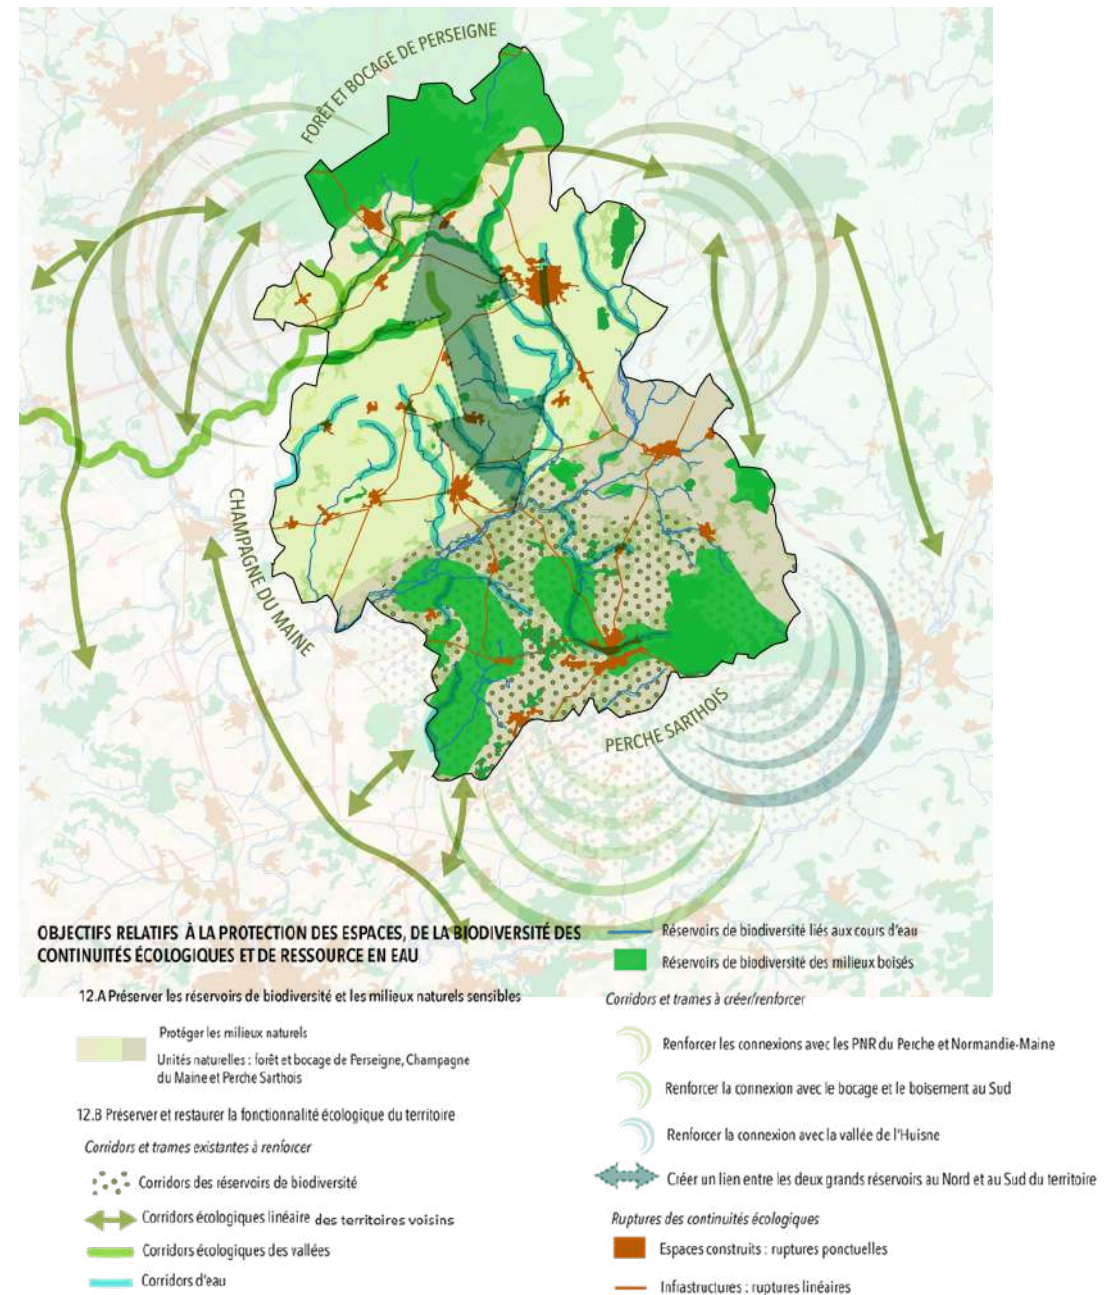 FORÊT ET BOCAGE DE PERSEIGNE
CHAMPAGNE DU MAINE
PERCHE SARTHOIS
OBJECTIFS RELATIFS À LA PROTECTION DES ESPACES, DE LA BIODIVERSITÉ DES
CONTINUITÉS ÉCOLOGIQUES ET DE RESSOURCE EN EAU
12.A Préserver les réservoirs de biodiversité et les milieux naturels sensibles
Protéger les milieux naturels
Unités naturelles : forêt et bocage de Perseigne, Champagne
du Maine et Perche Sarthois
12.B Préserver et restaurer la fonctionnalité écologique du territoire
Corridors et trames existantes à renforcer
Corridors des réservoirs de biodiversité
Corridors écologiques linéaire des territoires voisins
Corridors écologiques des vallées
Corridors d'eau
Réservoirs de biodiversité liés aux cours d'eau
Réservoirs de biodiversité des milieux boisés
Corridors et trames à créer/renforcer
Renforcer les connexions avec les PNR du Perche et Normandie-Maine
Renforcer la connexion avec le bocage et le boisement au Sud
Renforcer la connexion avec la vallée de l'Huisne
Créer un lien entre les deux grands réservoirs au Nord et au Sud du territoire
Ruptures des continuités écologiques
Espaces construits : ruptures ponctuelles
Infrastructures : ruptures linéaires